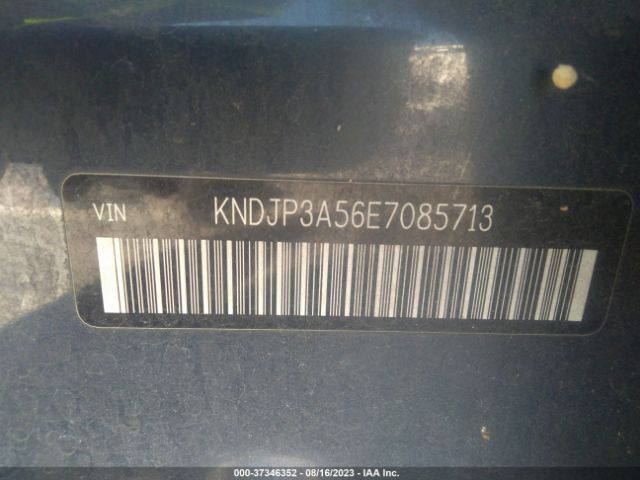 VIN KNDJP3A56E7085713
000-37346352 - 08/16/2023 - IAA Inc.